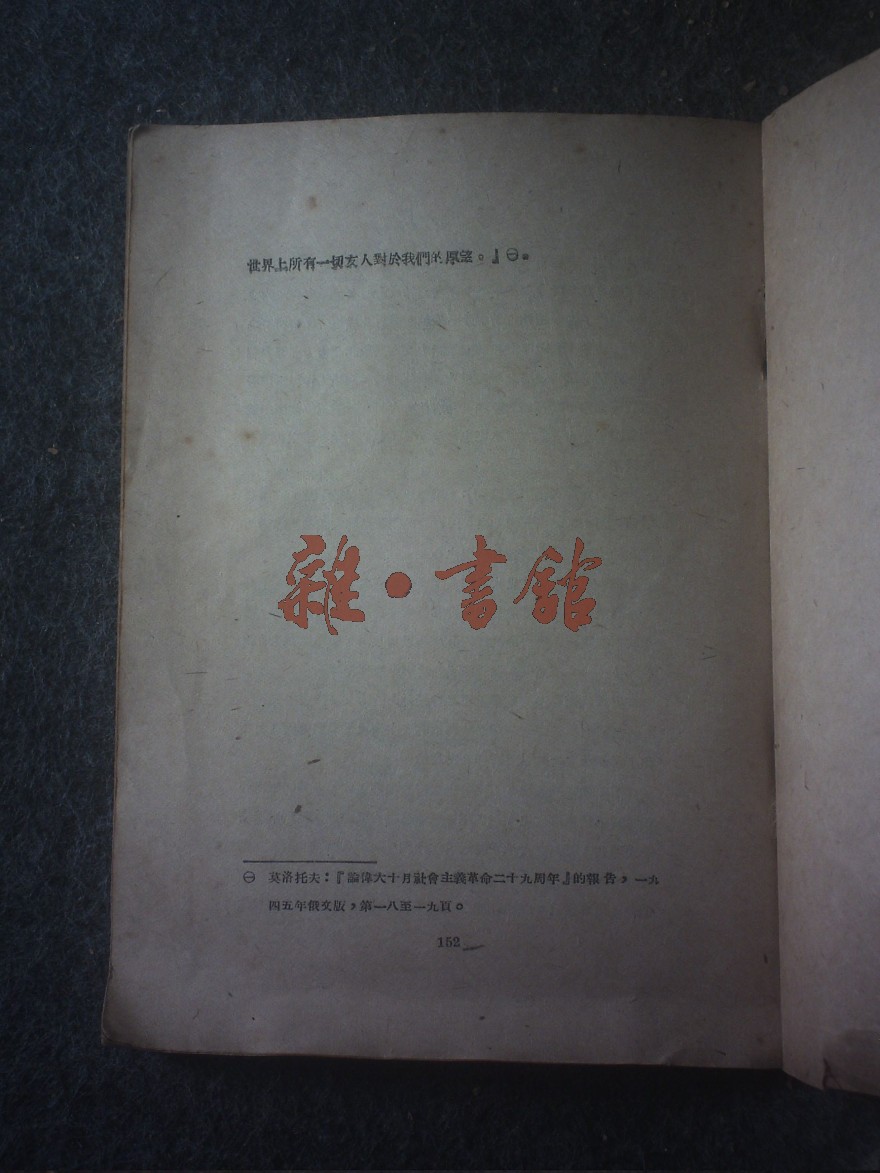 世界上所有一切友人對於我們的願望。』㊀。
雜•書館
㊀ 莫洛托夫：『論偉大十月社會主義革命二十九周年』的報告，一九
四五年俄文版，第一八至一九頁。
152